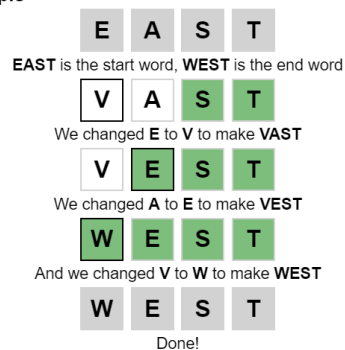 E A S T
EAST is the start word, WEST is the end word
V A S T
We changed E to V to make VAST
V E S T
We changed A to E to make VEST
W E S T
And we changed V to W to make WEST
W E S T
Done!